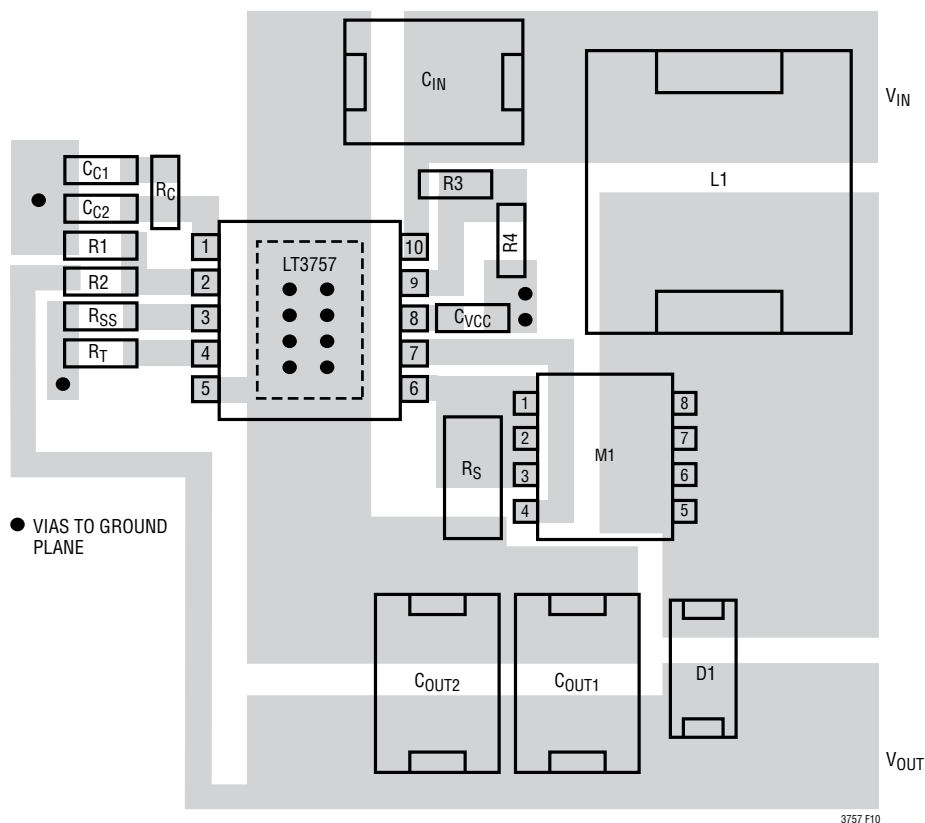 CIN
VIN
CC1
RC
R3
L1
CC2
R4
R1
1
10
LT3757
R2
2
9
RSS
3
8
CVCC
RT
4
7
5
6
1
8
2
7
M1
RS
3
6
4
5
VIAS TO GROUND
PLANE
COUT2
COUT1
D1
VOUT
3757 F10